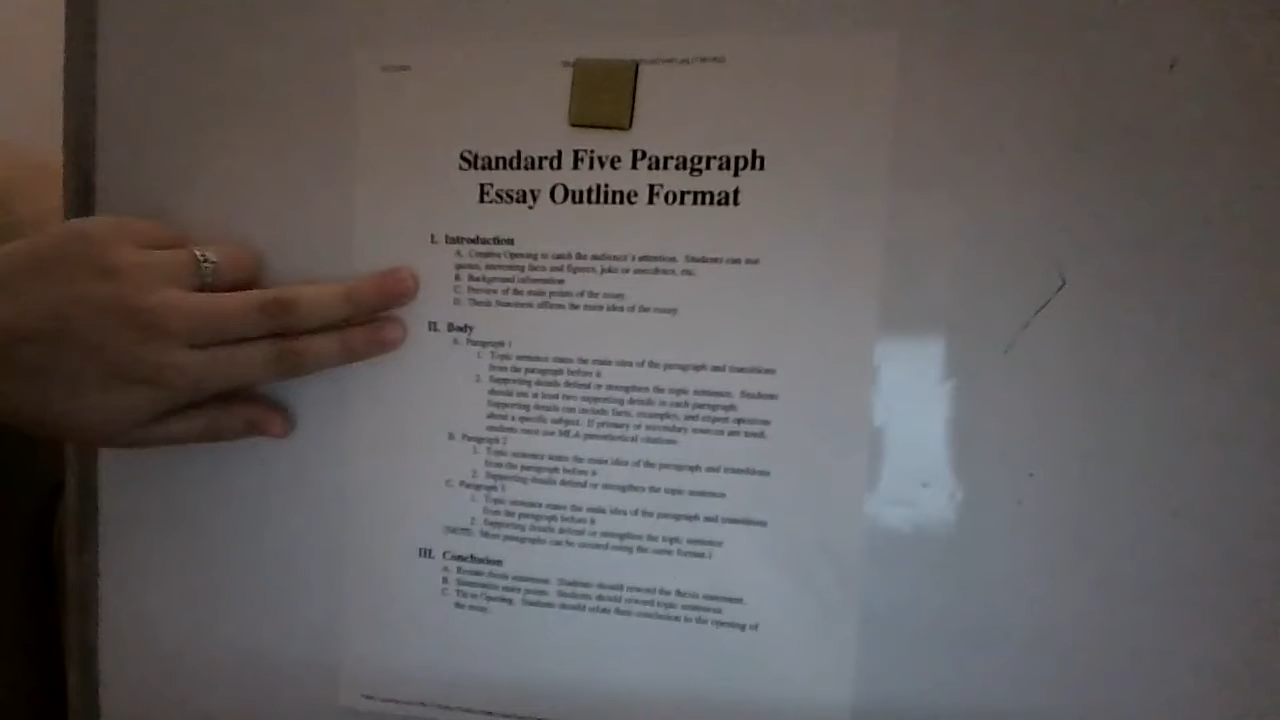 Standard Five Paragraph
Essay Outline Format
I. Introduction
A. Creative Opening to catch the audience's attention. Students can use
quotes, interesting facts and figures, joke or anecdotes, etc.
B. Background information
C. Preview of the main points of the essay
D. Thesis Statement affirms the main idea of the essay
II. Body
A. Paragraph 1
1. Topic sentence states the main idea of the paragraph and transitions
from the paragraph before it
2. Supporting details defend or strengthen the topic sentence. Students
should use at least two supporting details in each paragraph.
Supporting details can include facts, examples, and expert opinions
about a specific subject. If primary or secondary sources are used,
students must use MLA parenthetical citations.
B. Paragraph 2
1. Topic sentence states the main idea of the paragraph and transitions
from the paragraph before it
2. Supporting details defend or strengthen the topic sentence
C. Paragraph 3
1. Topic sentence states the main idea of the paragraph and transitions
from the paragraph before it
2. Supporting details defend or strengthen the topic sentence
(NOTE: More paragraphs can be created using the same format.)
III. Conclusion
A. Restate thesis statement. Students should reword the thesis statement.
B. Summarize main points. Students should reword topic sentences.
C. Tie to Opening. Students should relate their conclusion to the opening of
the essay.